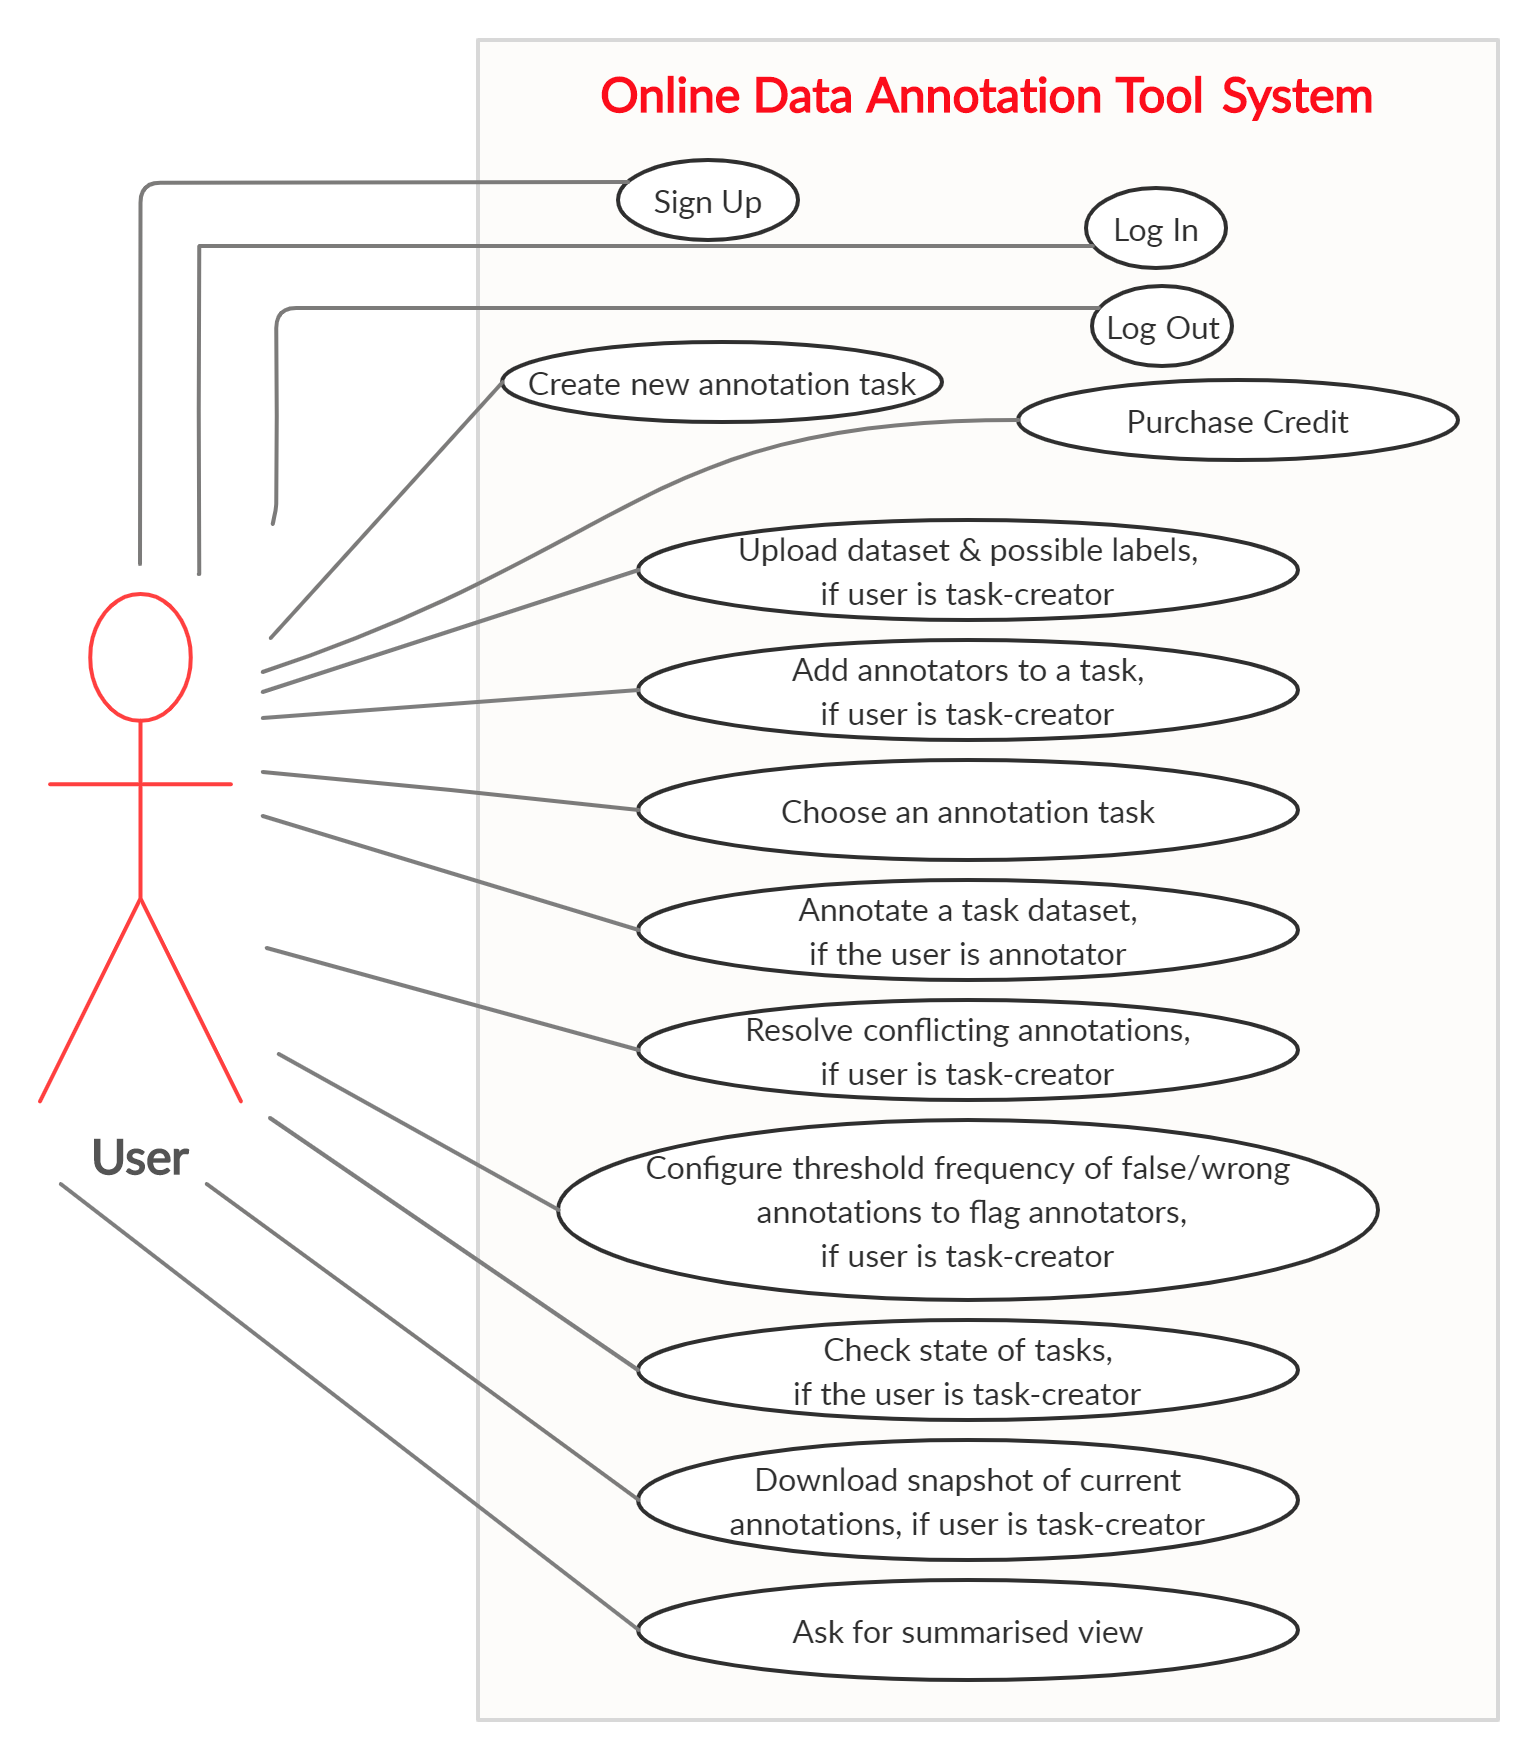 Online Data Annotation Tool System
Sign Up
Log In
Log Out
Create new annotation task
Purchase Credit
Upload dataset & possible labels,
if user is task-creator
Add annotators to a task,
if user is task-creator
Choose an annotation task
Annotate a task dataset,
if the user is annotator
Resolve conflicting annotations,
if user is task-creator
User
Configure threshold frequency of false/wrong
annotations to flag annotators,
if user is task-creator
Check state of tasks,
if the user is task-creator
Download snapshot of current
annotations, if user is task-creator
Ask for summarised view